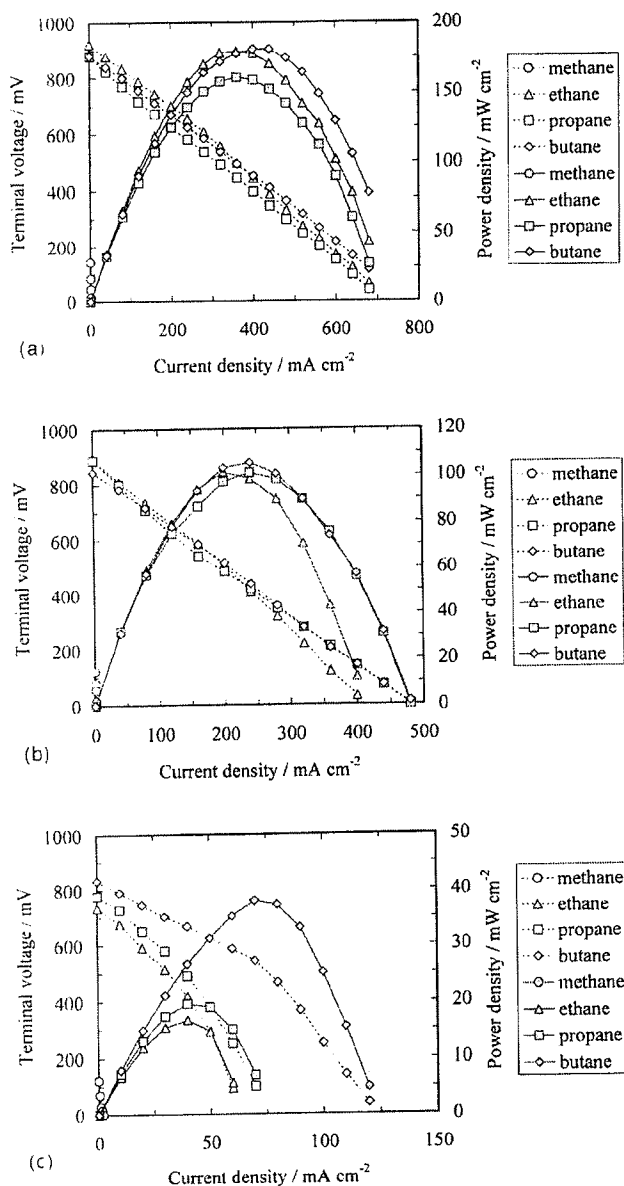 1000
800
600
400
200
0
Terminal voltage / mV
0
200
400
600
800
Current density / mA cm-2
200
150
100
50
0
Power density / mW cm-2
methane
ethane
propane
butane
methane
ethane
propane
butane
(a)
1000
800
600
400
200
0
Terminal voltage / mV
0
100
200
300
400
500
Current density / mA cm-2
120
100
80
60
40
20
0
Power density / mW cm-2
methane
ethane
propane
butane
methane
ethane
propane
butane
(b)
1000
800
600
400
200
0
Terminal voltage / mV
0
50
100
150
Current density / mA cm-2
50
40
30
20
10
0
Power density / mW cm-2
methane
ethane
propane
butane
methane
ethane
propane
butane
(c)